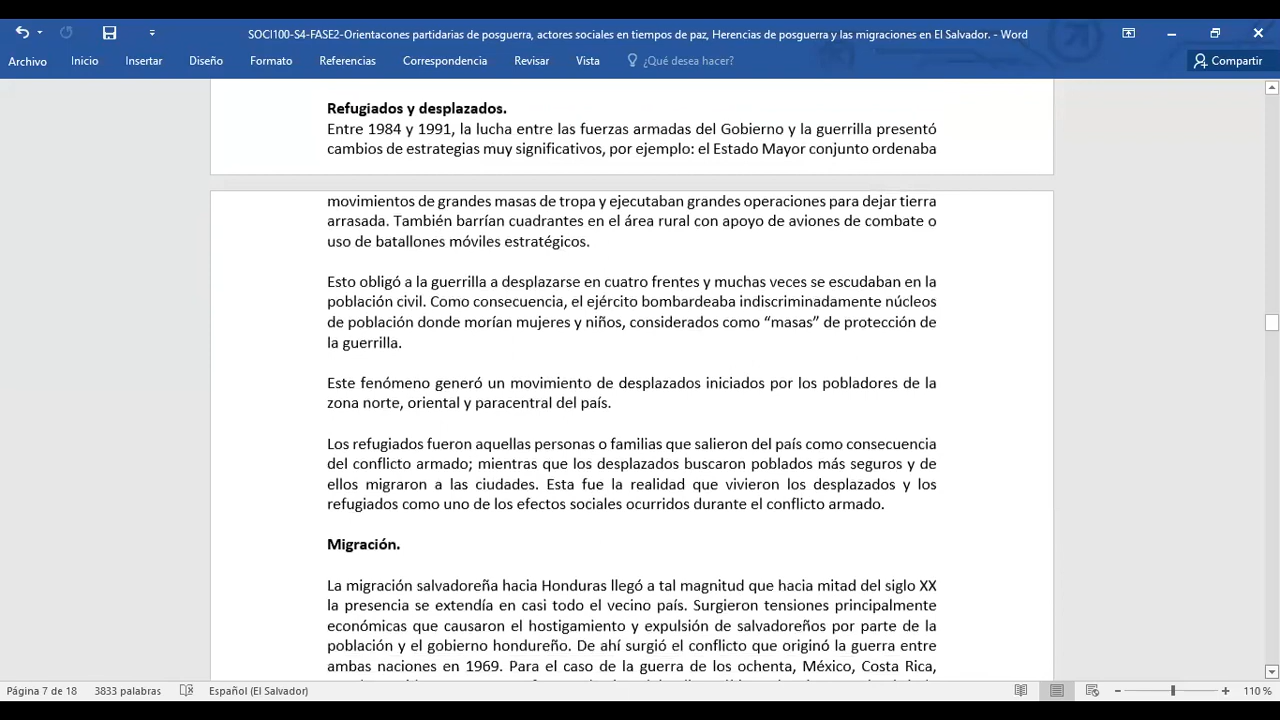 SOCI100-S4-FASE2-Orientacones partidarias de posguerra, actores sociales en tiempos de paz, Herencias de posguerra y las migraciones en El Salvador. - Word
Archivo Inicio Insertar Diseño Formato Referencias Correspondencia Revisar Vista ¿Qué desea hacer? Compartir
Refugiados y desplazados.
Entre 1984 y 1991, la lucha entre las fuerzas armadas del Gobierno y la guerrilla presentó
cambios de estrategias muy significativos, por ejemplo: el Estado Mayor conjunto ordenaba
movimientos de grandes masas de tropa y ejecutaban grandes operaciones para dejar tierra
arrasada. También barrían cuadrantes en el área rural con apoyo de aviones de combate o
uso de batallones móviles estratégicos.
Esto obligó a la guerrilla a desplazarse en cuatro frentes y muchas veces se escudaban en la
población civil. Como consecuencia, el ejército bombardeaba indiscriminadamente núcleos
de población donde morían mujeres y niños, considerados como “masas” de protección de
la guerrilla.
Este fenómeno generó un movimiento de desplazados iniciados por los pobladores de la
zona norte, oriental y paracentral del país.
Los refugiados fueron aquellas personas o familias que salieron del país como consecuencia
del conflicto armado; mientras que los desplazados buscaron poblados más seguros y de
ellos migraron a las ciudades. Esta fue la realidad que vivieron los desplazados y los
refugiados como uno de los efectos sociales ocurridos durante el conflicto armado.
Migración.
La migración salvadoreña hacia Honduras llegó a tal magnitud que hacia mitad del siglo XX
la presencia se extendía en casi todo el vecino país. Surgieron tensiones principalmente
económicas que causaron el hostigamiento y expulsión de salvadoreños por parte de la
población y el gobierno hondureño. De ahí surgió el conflicto que originó la guerra entre
ambas naciones en 1969. Para el caso de la guerra de los ochenta, México, Costa Rica,
Página 7 de 18 3833 palabras Español (El Salvador) 110 %